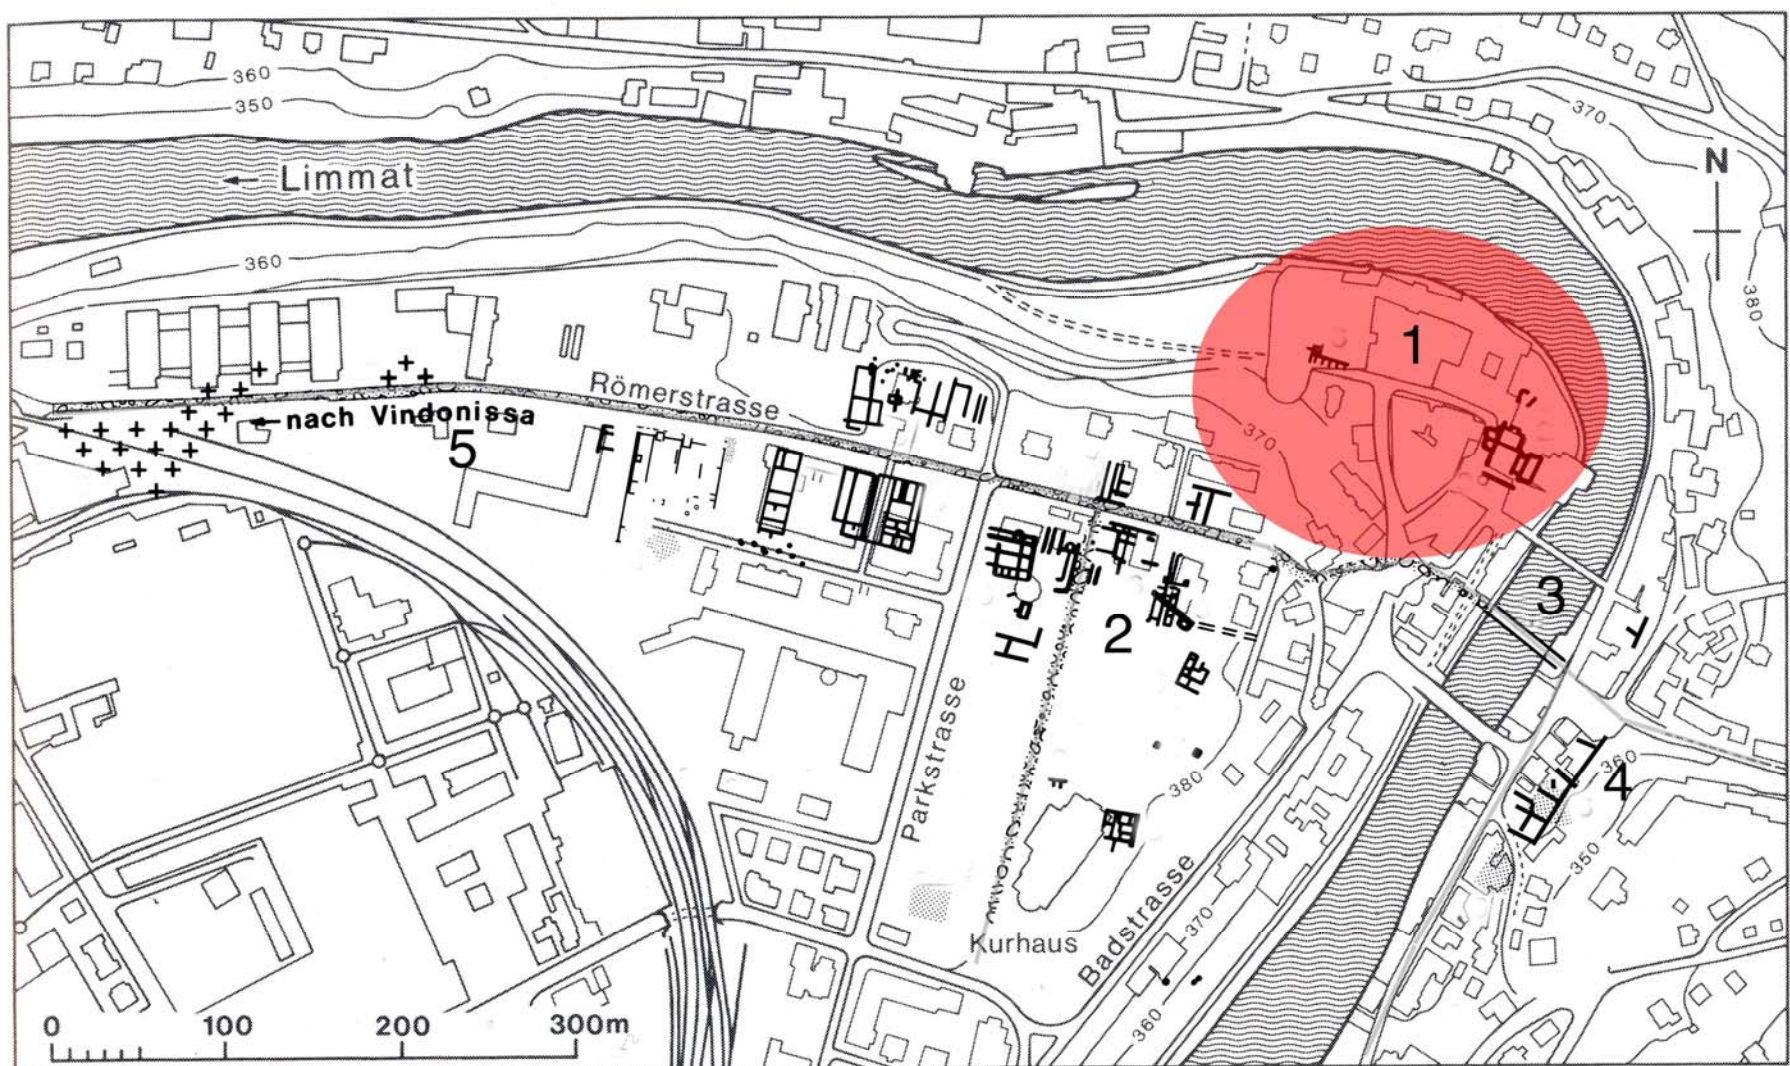 360
350
370
N
← Limmat
360
380
1
Römerstrasse
← nach Vindonissa
5
370
3
2
Parkstrasse
380
360
4
350
Badstrasse
370
Kurhaus
360
0 100 200 300m